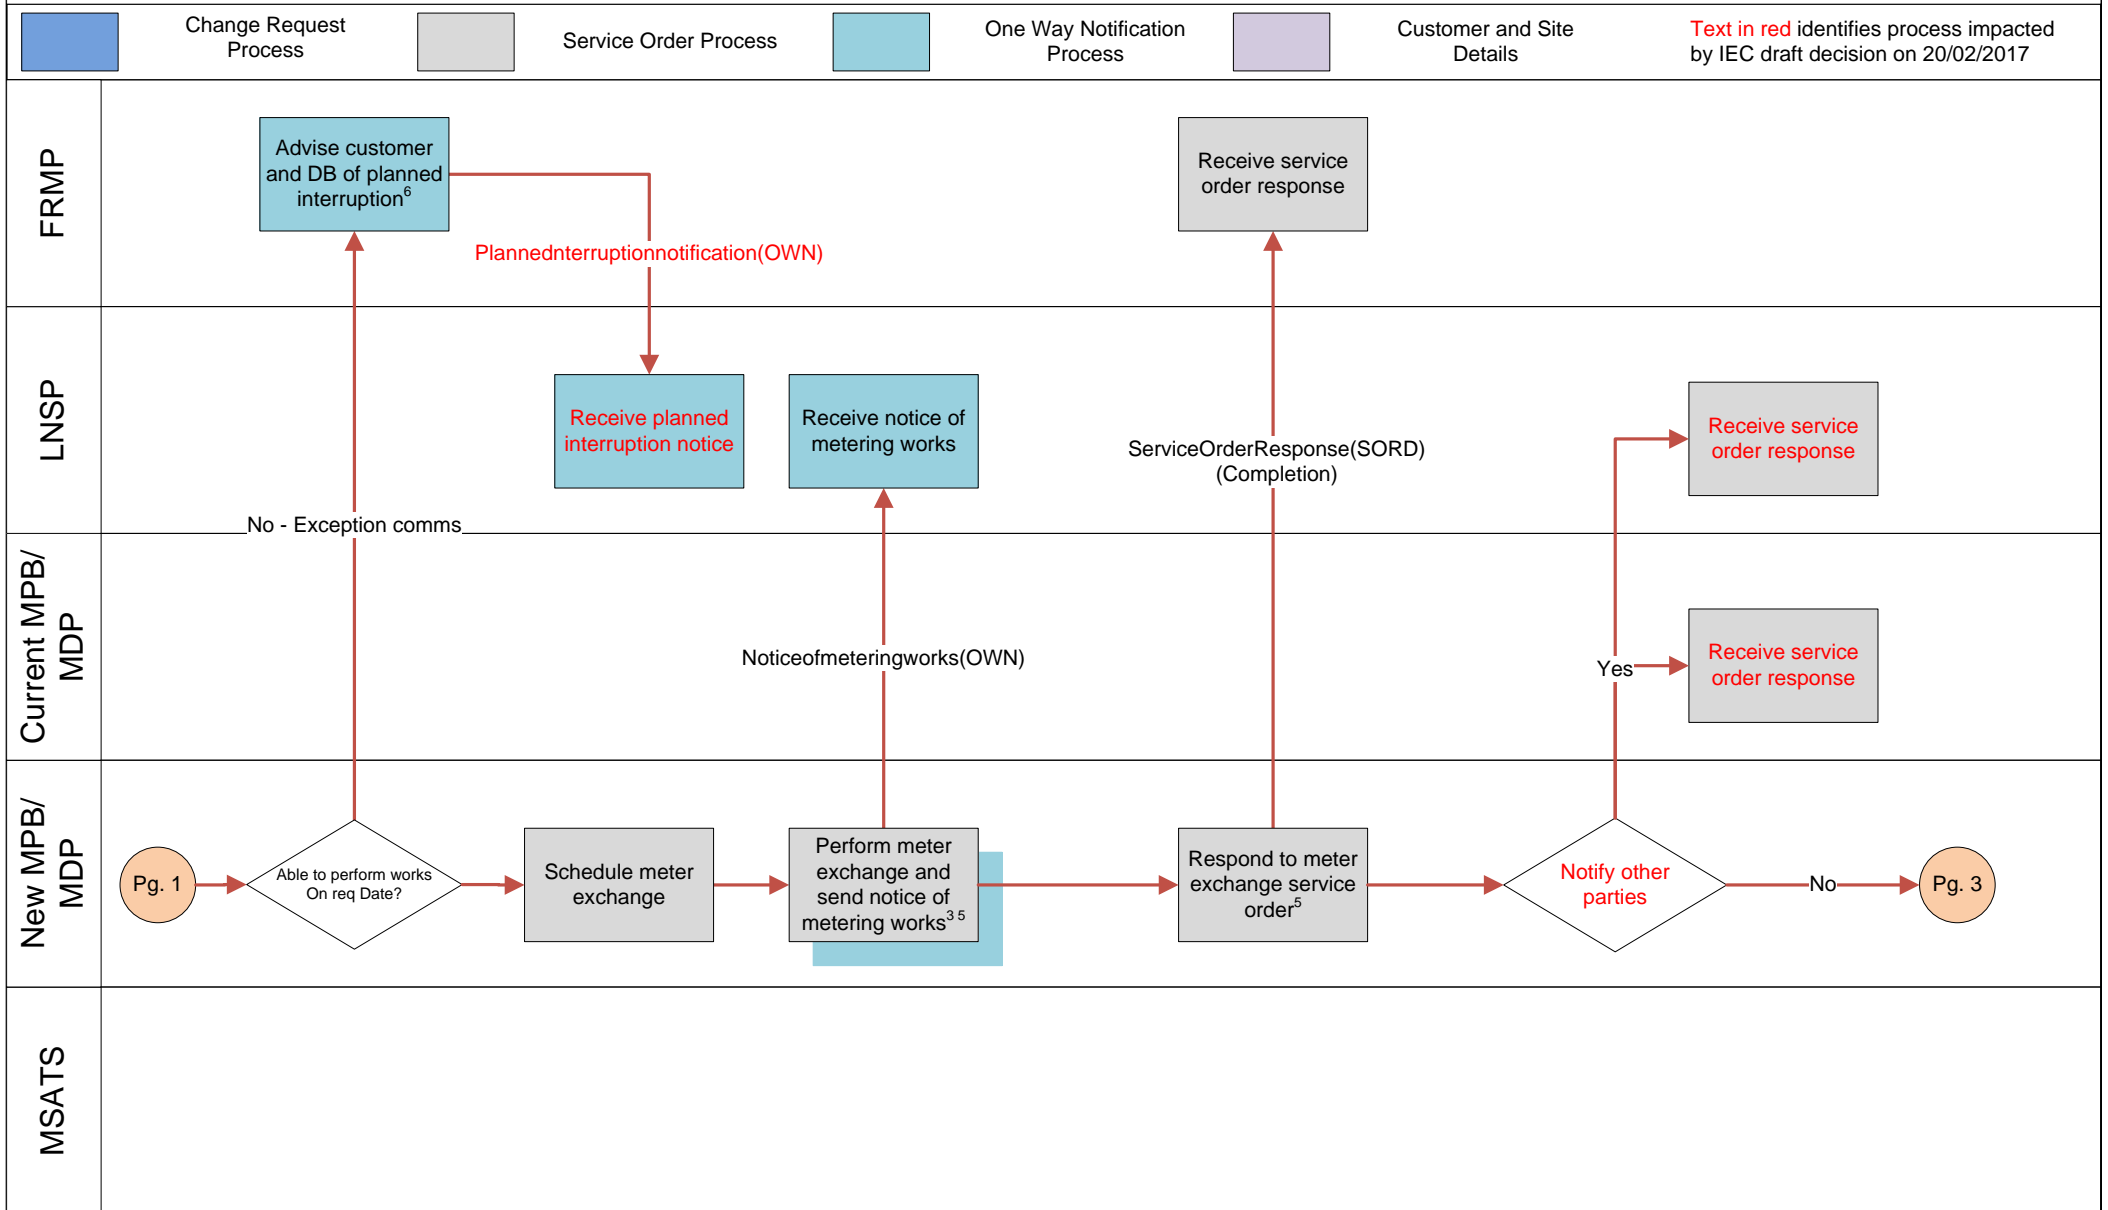 Change Request
Process
Service Order Process
One Way Notification
Process
Customer and Site
Details
Text in red identifies process impacted
by IEC draft decision on 20/02/2017
FRMP
Advise customer
and DB of planned
interruption6
Plannednterruptionnotification(OWN)
Receive service
order response
LNSP
Receive planned
interruption notice
Receive notice of
metering works
ServiceOrderResponse(SORD)
(Completion)
Receive service
order response
No - Exception comms
Current MPB/
MDP
Noticeofmeteringworks(OWN)
Yes
Receive service
order response
New MPB/
MDP
Pg. 1
Able to perform works
On req Date?
Schedule meter
exchange
Perform meter
exchange and
send notice of
metering works3 5
Respond to meter
exchange service
order5
Notify other
parties
No
Pg. 3
MSATS